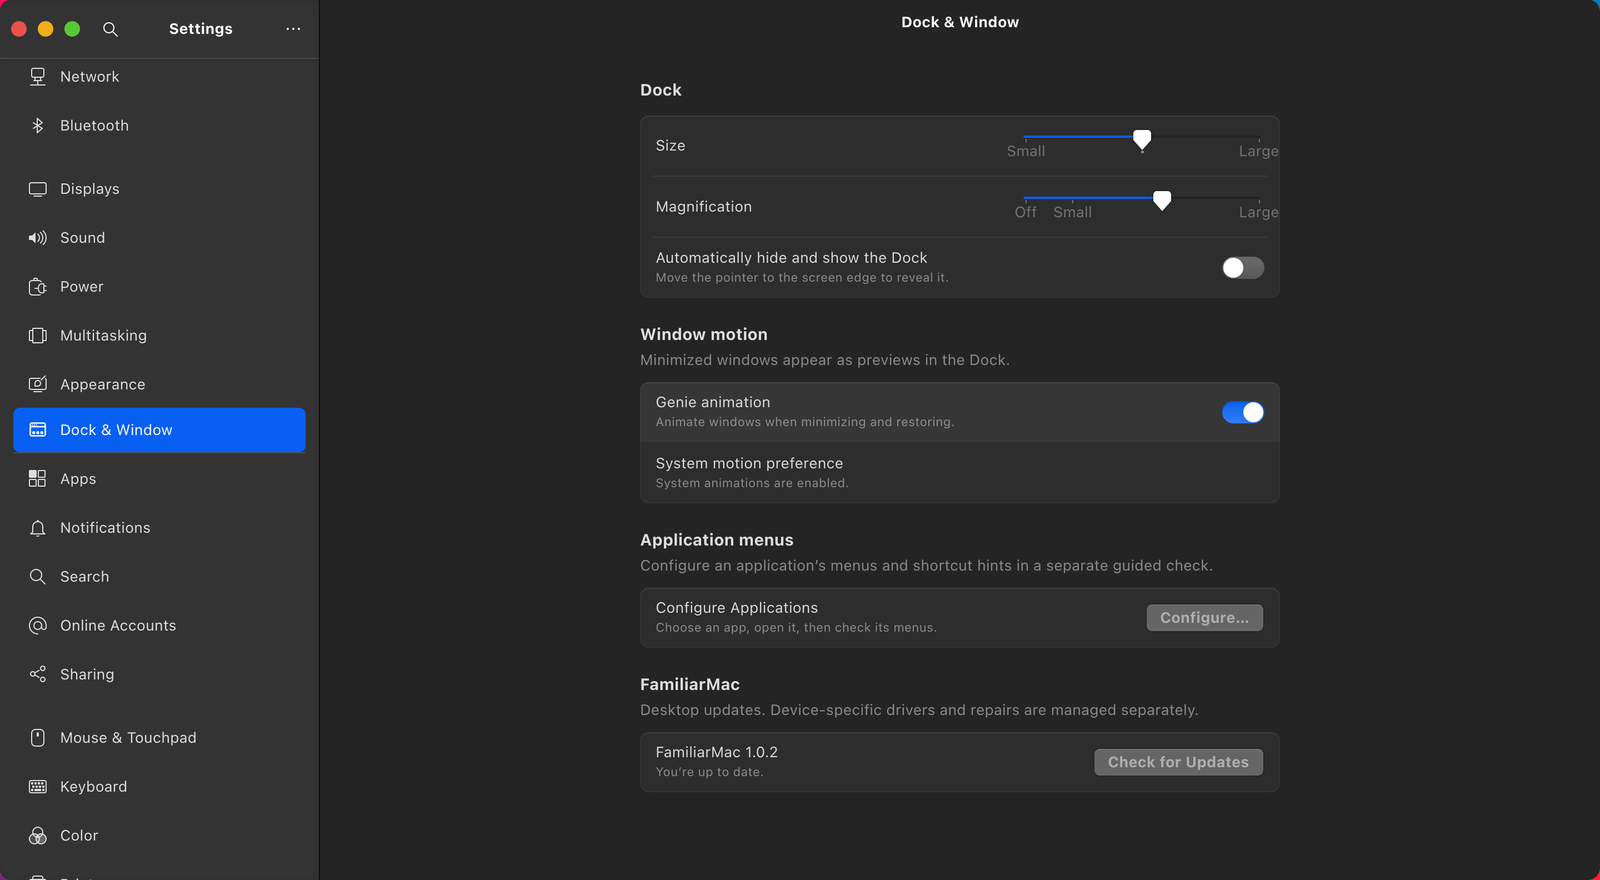 Settings
Network
Bluetooth
Displays
Sound
Power
Multitasking
Appearance
Dock & Window
Apps
Notifications
Search
Online Accounts
Sharing
Mouse & Touchpad
Keyboard
Color
Dock & Window
Dock
Size
Small
Large
Magnification
Off
Small
Large
Automatically hide and show the Dock
Move the pointer to the screen edge to reveal it.
Window motion
Minimized windows appear as previews in the Dock.
Genie animation
Animate windows when minimizing and restoring.
System motion preference
System animations are enabled.
Application menus
Configure an application’s menus and shortcut hints in a separate guided check.
Configure Applications
Choose an app, open it, then check its menus.
Configure...
FamiliarMac
Desktop updates. Device-specific drivers and repairs are managed separately.
FamiliarMac 1.0.2
You’re up to date.
Check for Updates